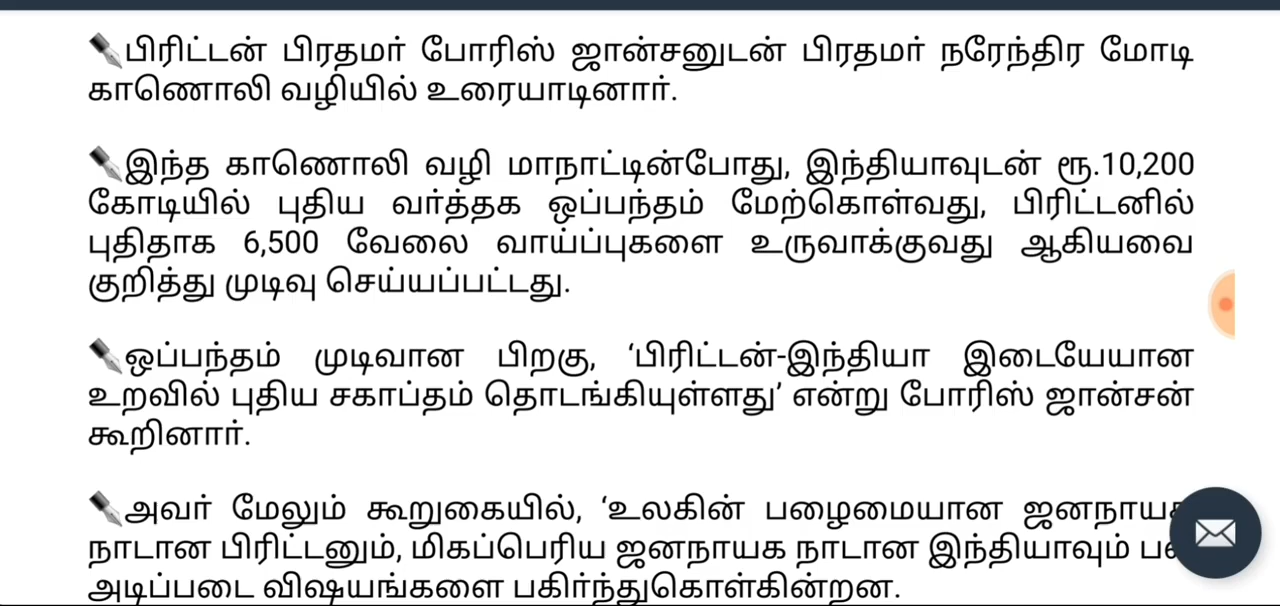 பிரிட்டன் பிரதமர் போரிஸ் ஜான்சனுடன் பிரதமர் நரேந்திர மோடி
காணொலி வழியில் உரையாடினார்.
இந்த காணொலி வழி மாநாட்டின்போது, இந்தியாவுடன் ரூ.10,200
கோடியில் புதிய வர்த்தக ஒப்பந்தம் மேற்கொள்வது, பிரிட்டனில்
புதிதாக 6,500 வேலை வாய்ப்புகளை உருவாக்குவது ஆகியவை
குறித்து முடிவு செய்யப்பட்டது.
ஒப்பந்தம் முடிவான பிறகு, ‘பிரிட்டன்-இந்தியா இடையேயான
உறவில் புதிய சகாப்தம் தொடங்கியுள்ளது’ என்று போரிஸ் ஜான்சன்
கூறினார்.
அவர் மேலும் கூறுகையில், ‘உலகின் பழைமையான
நாடான பிரிட்டனும், மிகப்பெரிய ஜனநாயக நாடான இந்தியாவும்
அடிப்படை விஷயங்களை பகிர்ந்துகொள்கின்றன.